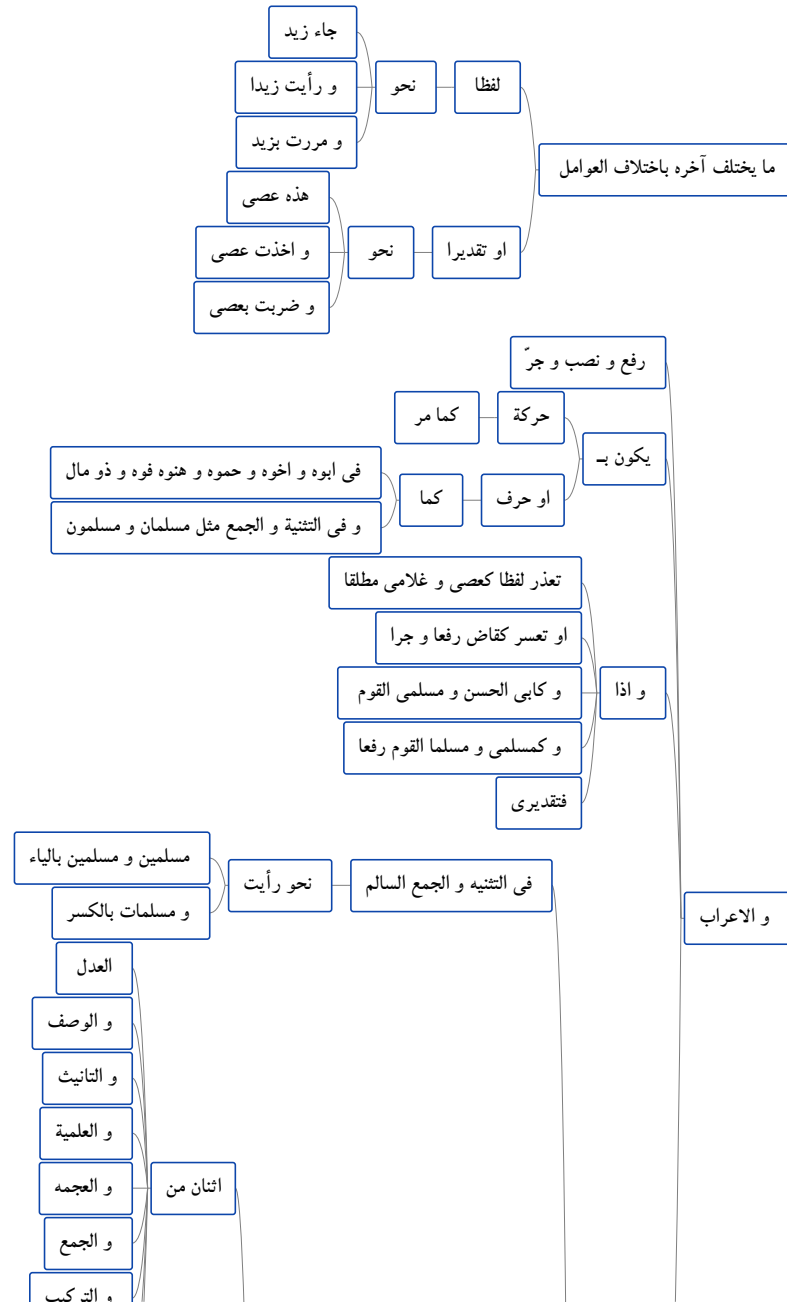 ما يختلف آخره باختلاف العوامل
لفظا
نحو
جاء زيد
و رأيت زيدا
و مررت بزيد
او تقديرا
نحو
هذه عصى
و اخذت عصى
و ضربت بعصى
و الاعراب
رفع و نصب و جرّ
يكون بـ
حركة
كما مر
او حرف
كما
فى ابوه و اخوه و حموه و هنوه فوه و ذو مال
و فى التثنية و الجمع مثل مسلمان و مسلمون
و اذا
تعذر لفظا كعصى و غلامى مطلقا
او تعسر كقاض رفعا و جرا
و كابى الحسن و مسلمى القوم
و كمسلمى و مسلما القوم رفعا
فتقديرى
فى التثنيه و الجمع السالم
نحو رأيت
مسلمين و مسلمين بالياء
و مسلمات بالكسر
اثنان من
العدل
و الوصف
و التانيث
و العلمية
و العجمه
و الجمع
و التركيب